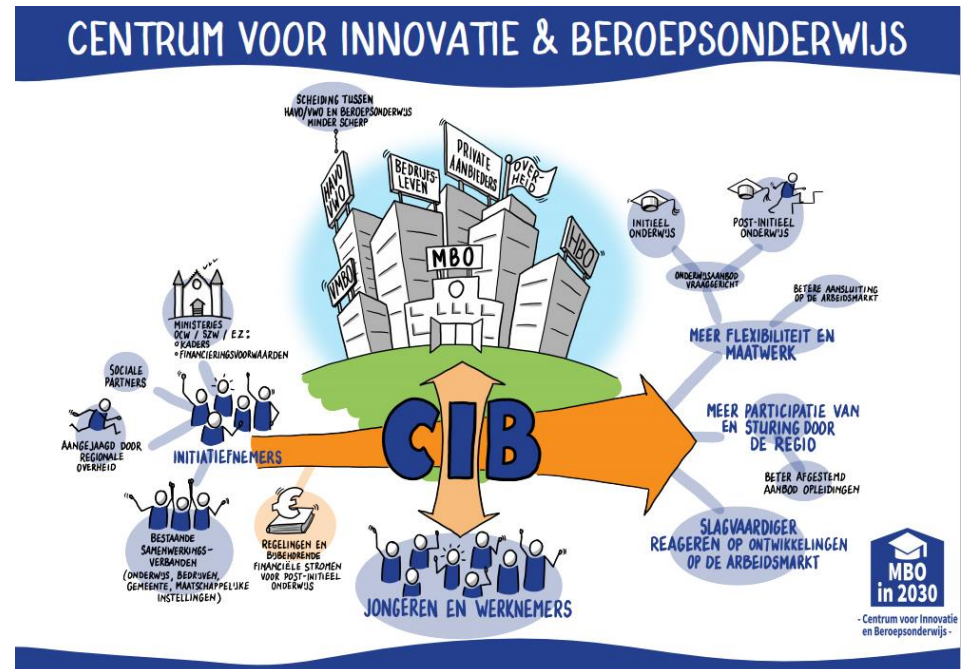 CENTRUM VOOR INNOVATIE & BEROEPSONDERWIJS
SCHEIDING TUSSEN
HAVO/VWO EN BEROEPSONDERWIJS
MINDER SCHERP
HAVO
VWO
BEDRIJFS-
LEVEN
PRIVATE
AANBIEDERS
OVER-
HEID
VMBO
MBO
HBO
INITIEEL
ONDERWIJS
POST-INITIEEL
ONDERWIJS
ONDERWIJSAANBOD
VRAAGGERICHT
BETERE AANSLUITING
OP DE ARBEIDSMARKT
MEER FLEXIBILITEIT EN
MAATWERK
MINISTERIES
OCW / SZW / EZ:
° KADERS
° FINANCIERINGSVOORWAARDEN
SOCIALE
PARTNERS
AANGEJAAGD DOOR
REGIONALE
OVERHEID
INITIATIEFNEMERS
BESTAANDE
SAMENWERKINGS-
VERBANDEN
(ONDERWIJS, BEDRIJVEN,
GEMEENTE, MAATSCHAPPELIJKE
INSTELLINGEN)
€
REGELINGEN EN
BIJBEHORENDE
FINANCIËLE STROMEN
VOOR POST-INITIEEL
ONDERWIJS
CIB
JONGEREN EN WERKNEMERS
MEER PARTICIPATIE VAN
EN STURING DOOR
DE REGIO
BETER AFGESTEMD
AANBOD OPLEIDINGEN
SLAGVAARDIGER
REAGEREN OP ONTWIKKELINGEN
OP DE ARBEIDSMARKT
MBO
in 2030
- Centrum voor Innovatie
en Beroepsonderwijs -